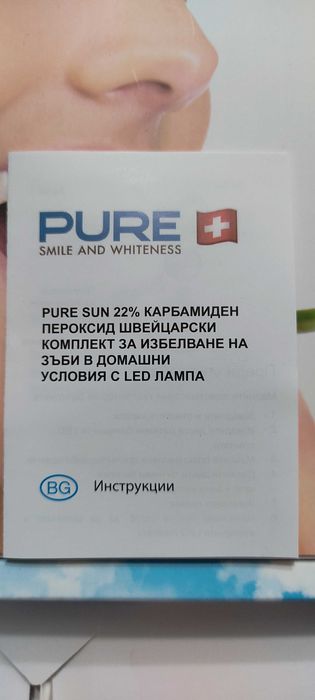 PURE
SMILE AND WHITENESS
PURE SUN 22% КАРБАМИДЕН
ПЕРОКСИД ШВЕЙЦАРСКИ
КОМПЛЕКТ ЗА ИЗБЕЛВАНЕ НА
ЗЪБИ В ДОМАШНИ
УСЛОВИЯ С LED ЛАМПА
BG Инструкции